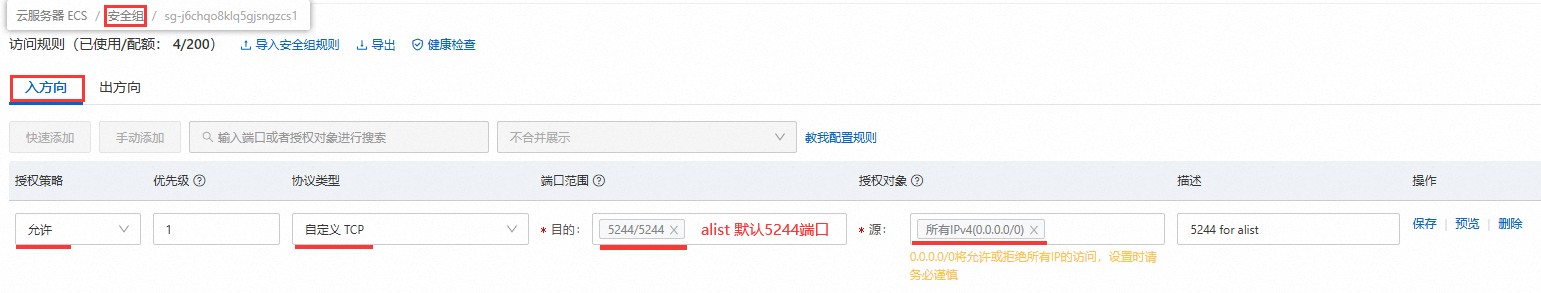 云服务器 ECS / 安全组 / sg-j6chqo8klq5gjsngzcs1
访问规则（已使用/配额： 4/200） 导入安全组规则 导出 健康检查
入方向 出方向
快速添加 手动添加 输入端口或者授权对象进行搜索 不合并展示 教我配置规则
授权策略 优先级 协议类型 端口范围 授权对象 描述 操作
允许 1 自定义 TCP * 目的： 5244/5244 × alist 默认5244端口 * 源： 所有IPv4(0.0.0.0/0) × 5244 for alist 保存 | 预览 | 删除
0.0.0.0/0将允许或拒绝所有IP的访问，设置时请
务必谨慎